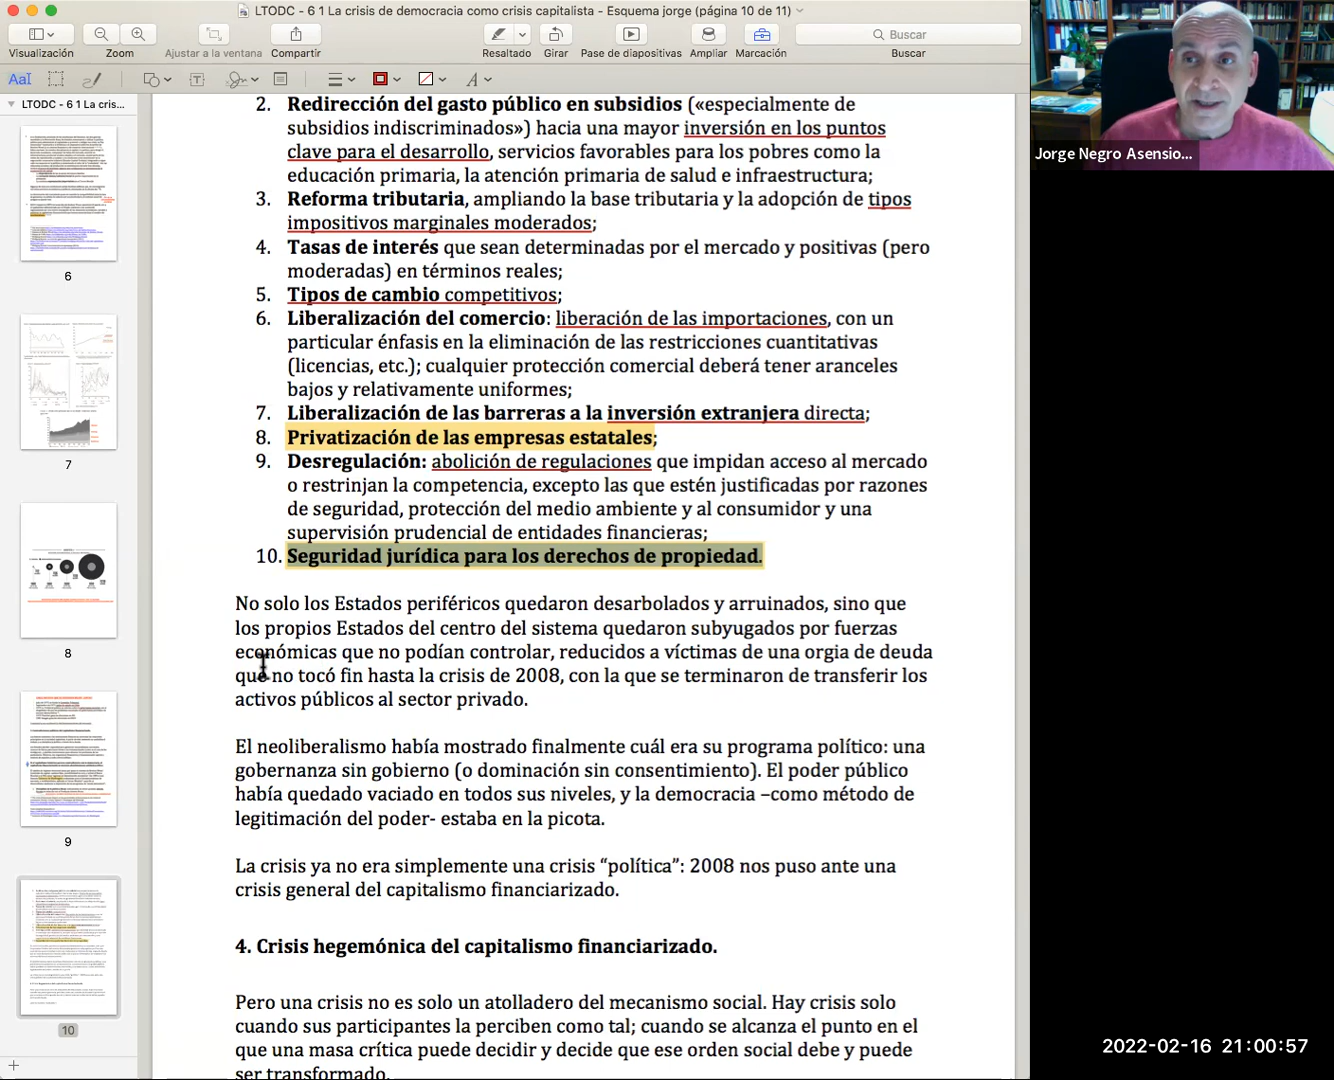 LTODC - 6 1 La crisis de democracia como crisis capitalista - Esquema jorge (página 10 de 11)
Visualización
Zoom
Ajustar a la ventana
Compartir
Resaltado
Girar
Pase de diapositivas
Ampliar
Marcación
Buscar
Buscar
AaI
A
LTODC - 6 1 La cris...
6
7
8
9
10
2. Redirección del gasto público en subsidios («especialmente de
subsidios indiscriminados») hacia una mayor inversión en los puntos
clave para el desarrollo, servicios favorables para los pobres como la
educación primaria, la atención primaria de salud e infraestructura;
3. Reforma tributaria, ampliando la base tributaria y la adopción de tipos
impositivos marginales moderados;
4. Tasas de interés que sean determinadas por el mercado y positivas (pero
moderadas) en términos reales;
5. Tipos de cambio competitivos;
6. Liberalización del comercio: liberación de las importaciones, con un
particular énfasis en la eliminación de las restricciones cuantitativas
(licencias, etc.); cualquier protección comercial deberá tener aranceles
bajos y relativamente uniformes;
7. Liberalización de las barreras a la inversión extranjera directa;
8. Privatización de las empresas estatales;
9. Desregulación: abolición de regulaciones que impidan acceso al mercado
o restrinjan la competencia, excepto las que estén justificadas por razones
de seguridad, protección del medio ambiente y al consumidor y una
supervisión prudencial de entidades financieras;
10. Seguridad jurídica para los derechos de propiedad.
No solo los Estados periféricos quedaron desarbolados y arruinados, sino que
los propios Estados del centro del sistema quedaron subyugados por fuerzas
económicas que no podían controlar, reducidos a víctimas de una orgia de deuda
que no tocó fin hasta la crisis de 2008, con la que se terminaron de transferir los
activos públicos al sector privado.
El neoliberalismo había mostrado finalmente cuál era su programa político: una
gobernanza sin gobierno (o dominación sin consentimiento). El poder público
había quedado vaciado en todos sus niveles, y la democracia –como método de
legitimación del poder- estaba en la picota.
La crisis ya no era simplemente una crisis “política”: 2008 nos puso ante una
crisis general del capitalismo financiarizado.
4. Crisis hegemónica del capitalismo financiarizado.
Pero una crisis no es solo un atolladero del mecanismo social. Hay crisis solo
cuando sus participantes la perciben como tal; cuando se alcanza el punto en el
que una masa crítica puede decidir y decide que ese orden social debe y puede
ser transformado.
Jorge Negro Asensio...
2022-02-16 21:00:57